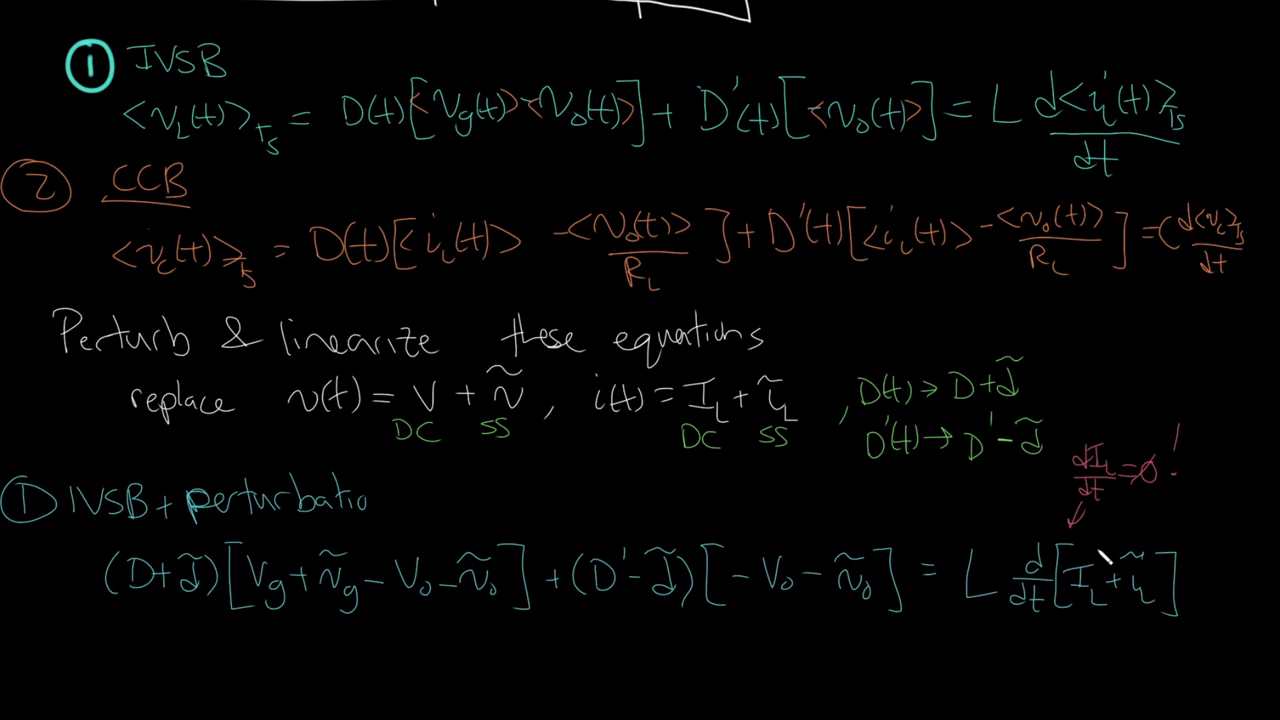 ① IVSB
<v_L(t)>_Ts = D(t)[<v_g(t)> - <v_o(t)>] + D'(t)[<v_o(t)>] = L d<i_L(t)>_Ts / dt
② CCB
<i_c(t)>_Ts = D(t)[<i_L(t)> - <v_o(t)> / R_L] + D'(t)[<i_L(t)> - <v_o(t)> / R_L] = C d<v_c>_Ts / dt
Perturb & linearize these equations
replace v(t) = V + ṽ, i(t) = I_L + ĩ_L, D(t) → D + d̃
DC SS DC SS D'(t) → D' - d̃
dI_L / dt = 0 !
① IVSB + perturbatio
(D + d̃)[V_g + ṽ_g - V_o - ṽ_o] + (D' - d̃)[- V_o - ṽ_o] = L d/dt [I_L + ĩ_L]